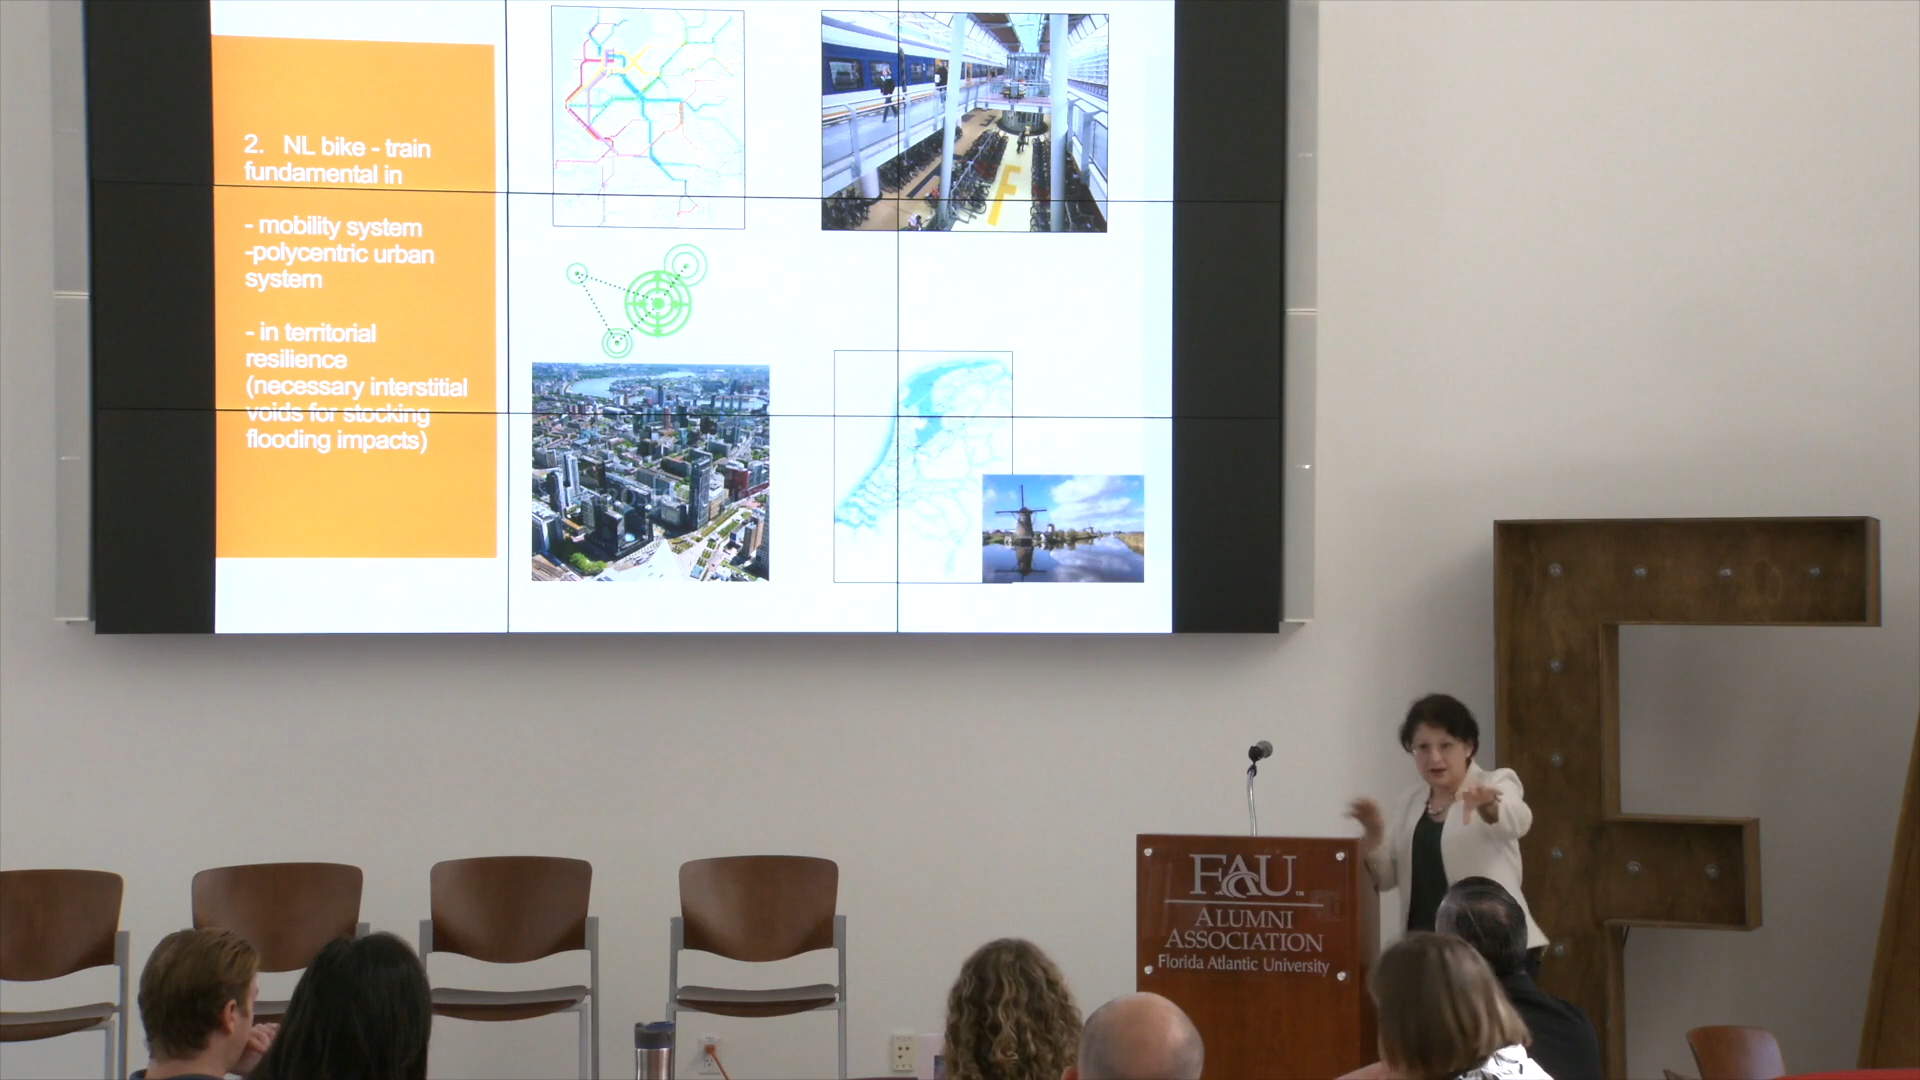 2. NL bike - train
fundamental in
- mobility system
-polycentric urban
system
- in territorial
resilience
(necessary interstitial
voids for stocking
flooding impacts)
F
FAU
ALUMNI
ASSOCIATION
Florida Atlantic University
F